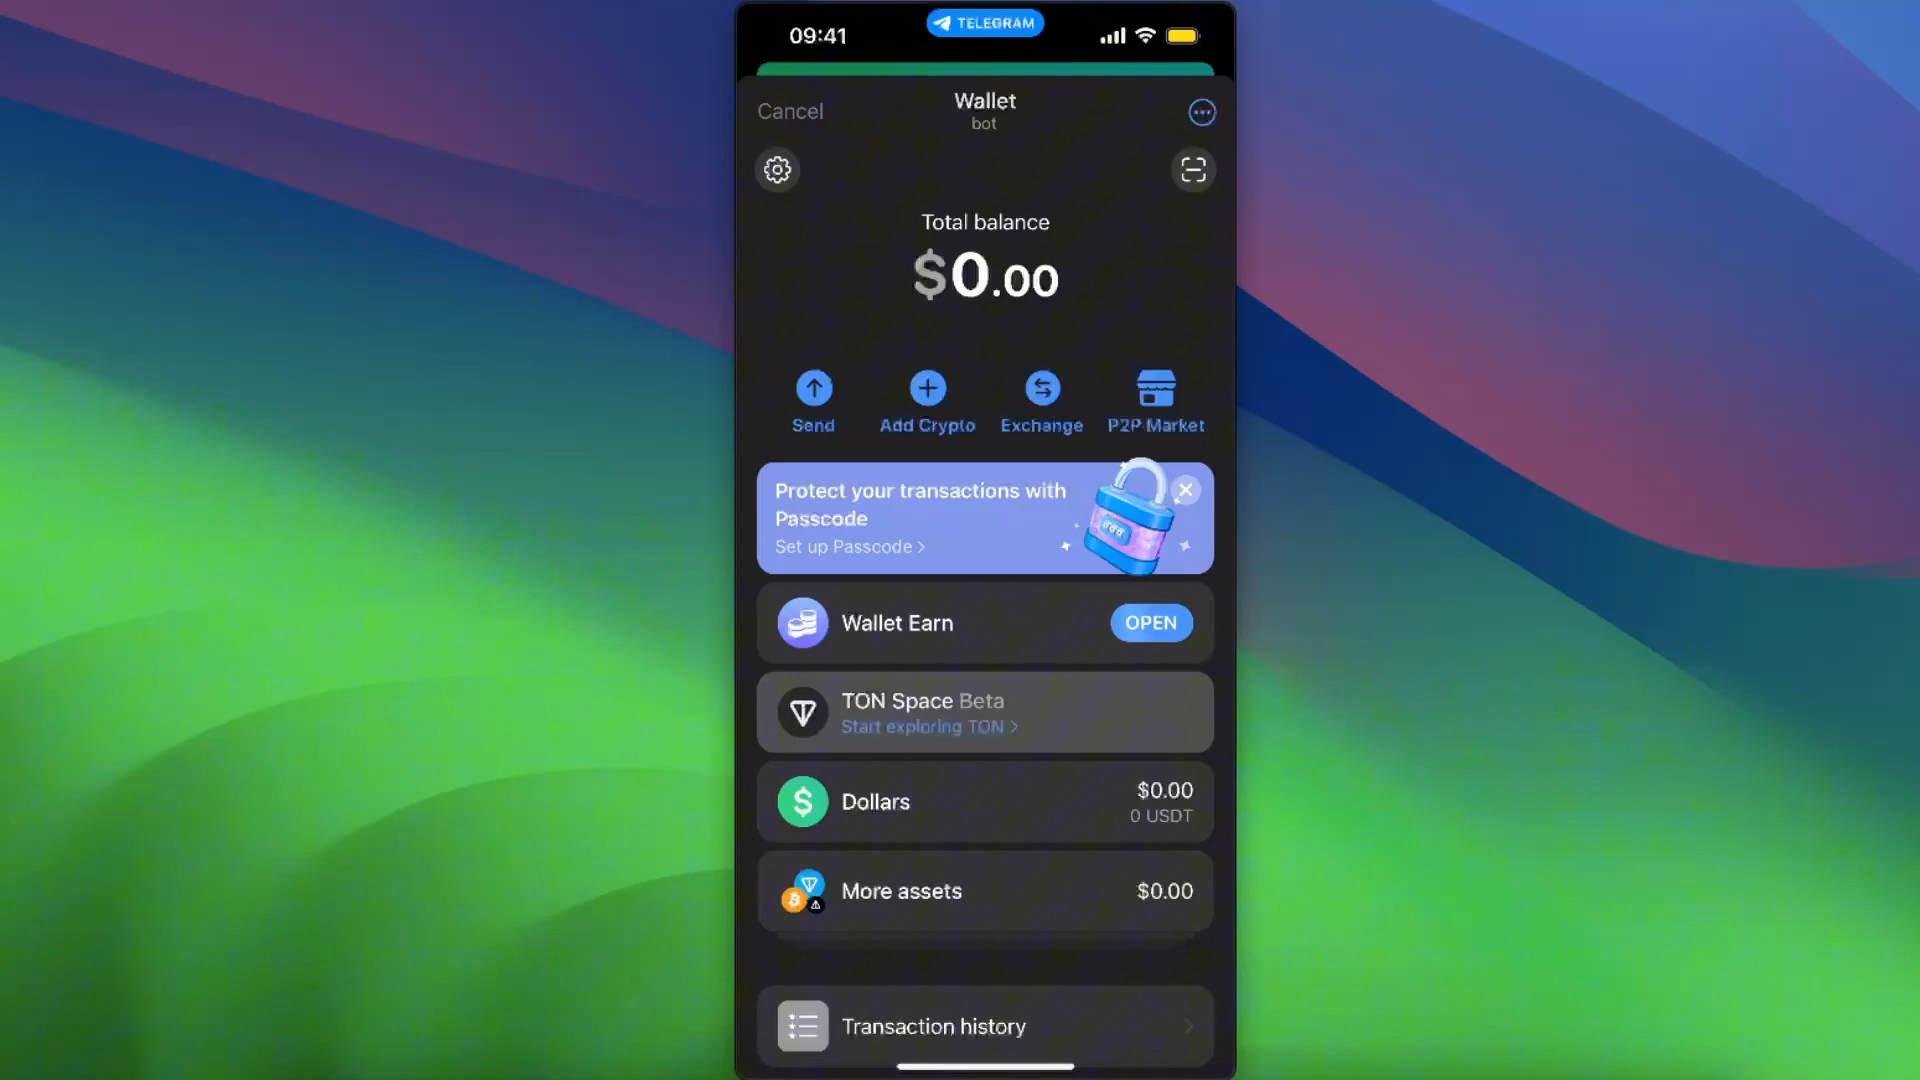 09:41
TELEGRAM
Cancel
Wallet
bot
Total balance
$0.00
Send
Add Crypto
Exchange
P2P Market
Protect your transactions with
Passcode
Set up Passcode >
Wallet Earn
OPEN
TON Space Beta
Start exploring TON >
Dollars
$0.00
0 USDT
More assets
$0.00
Transaction history